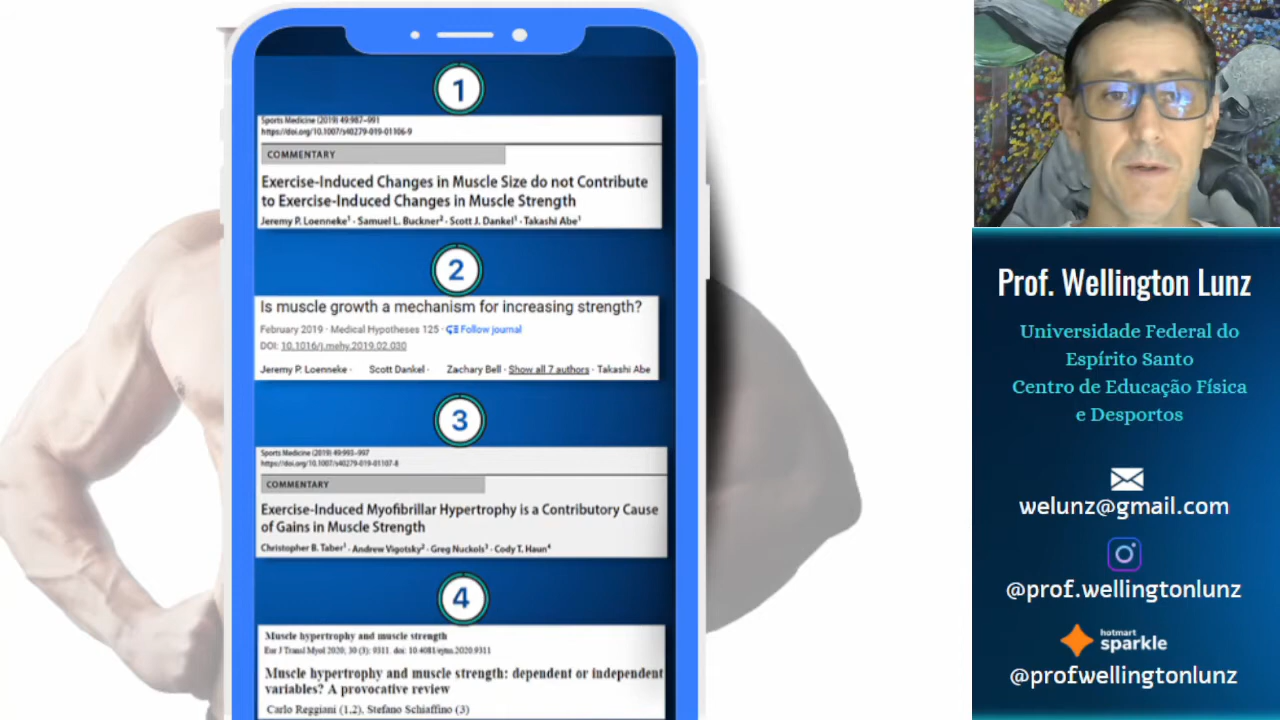 1
Sports Medicine (2019) 49:987–991
https://doi.org/10.1007/s40279-019-01106-9
COMMENTARY
Exercise-Induced Changes in Muscle Size do not Contribute
to Exercise-Induced Changes in Muscle Strength
Jeremy P. Loenneke¹ · Samuel L. Buckner² · Scott J. Dankel¹ · Takashi Abe¹
2
Is muscle growth a mechanism for increasing strength?
February 2019 · Medical Hypotheses 125 · Follow journal
DOI: 10.1016/j.mehy.2019.02.030
Jeremy P. Loenneke · Scott Dankel · Zachary Bell · Show all 7 authors · Takashi Abe
3
Sports Medicine (2019) 49:993–997
https://doi.org/10.1007/s40279-019-01107-8
COMMENTARY
Exercise-Induced Myofibrillar Hypertrophy is a Contributory Cause
of Gains in Muscle Strength
Christopher B. Taber¹ · Andrew Vigotsky² · Greg Nuckols³ · Cody T. Haun⁴
4
Muscle hypertrophy and muscle strength
Eur J Transl Myol 2020; 30 (3): 9311. doi: 10.4081/ejtm.2020.9311
Muscle hypertrophy and muscle strength: dependent or independent
variables? A provocative review
Carlo Reggiani (1,2), Stefano Schiaffino (3)
Prof. Wellington Lunz
Universidade Federal do
Espírito Santo
Centro de Educação Física
e Desportos
welunz@gmail.com
@prof.wellingtonlunz
hotmart
sparkle
@profwellingtonlunz